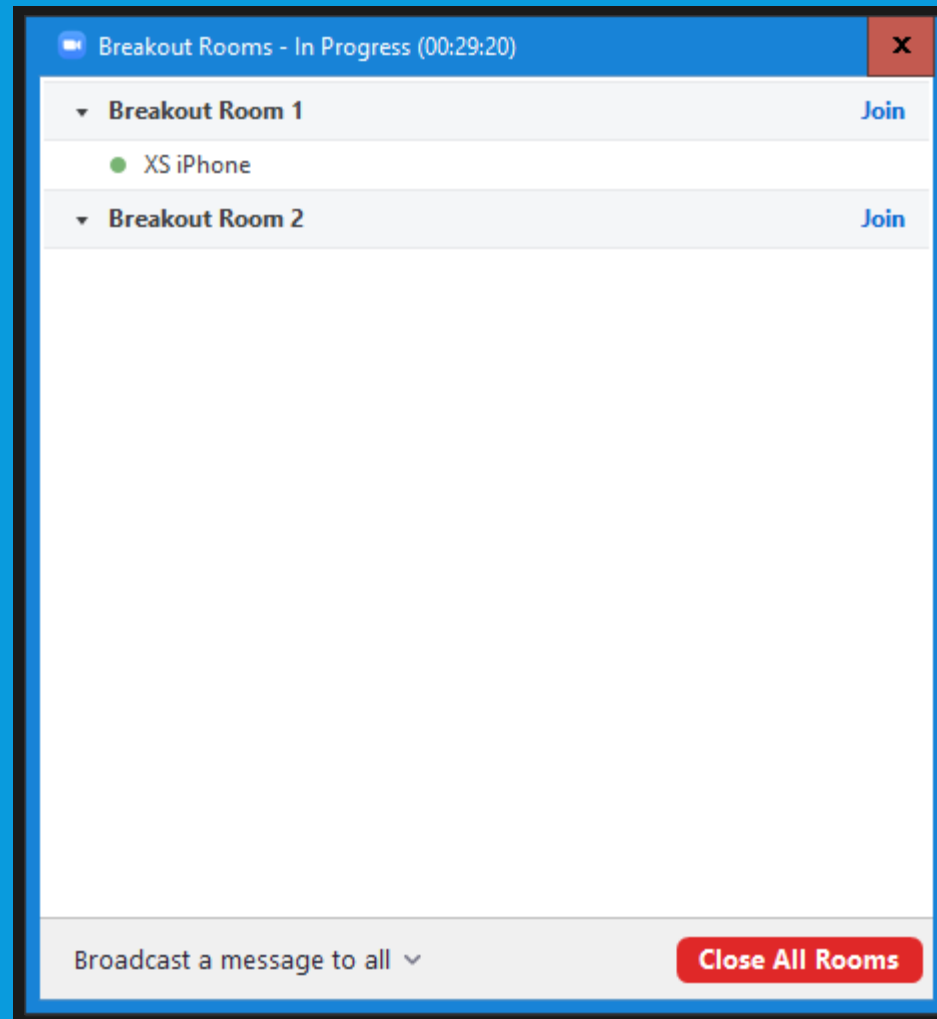 Breakout Rooms - In Progress (00:29:20)
x
Breakout Room 1 Join
XS iPhone
Breakout Room 2 Join
Broadcast a message to all
Close All Rooms